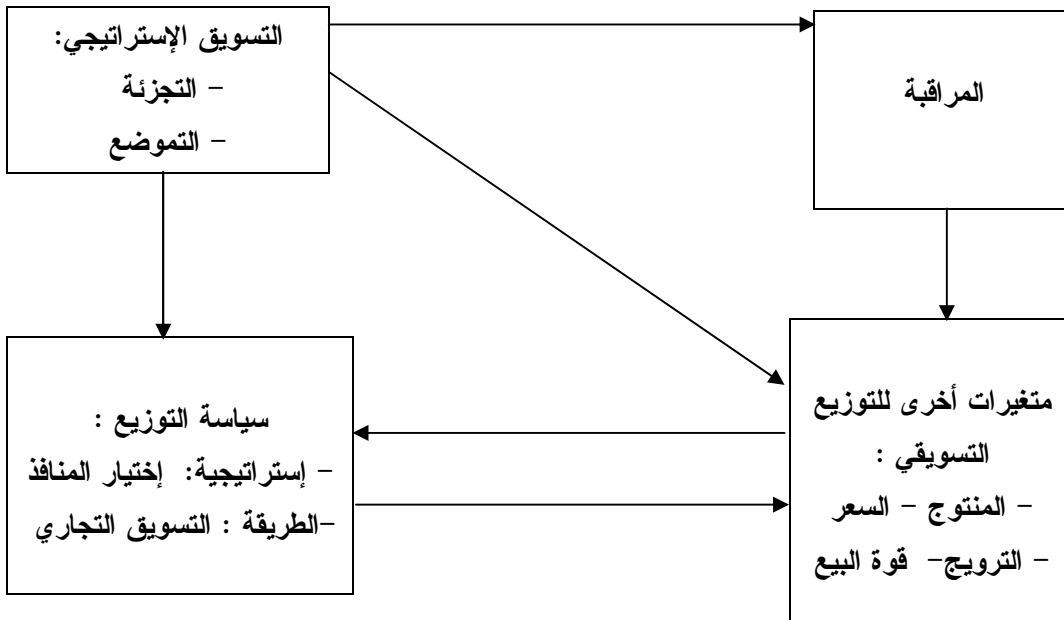 التسويق الإستراتيجي:
- التجزئة
- التموضع
المراقبة
سياسة التوزيع :
- إستراتيجية: إختيار المنافذ
-الطريقة : التسويق التجاري
متغيرات أخرى للتوزيع
التسويقي :
- المنتوج - السعر
- الترويج- قوة البيع